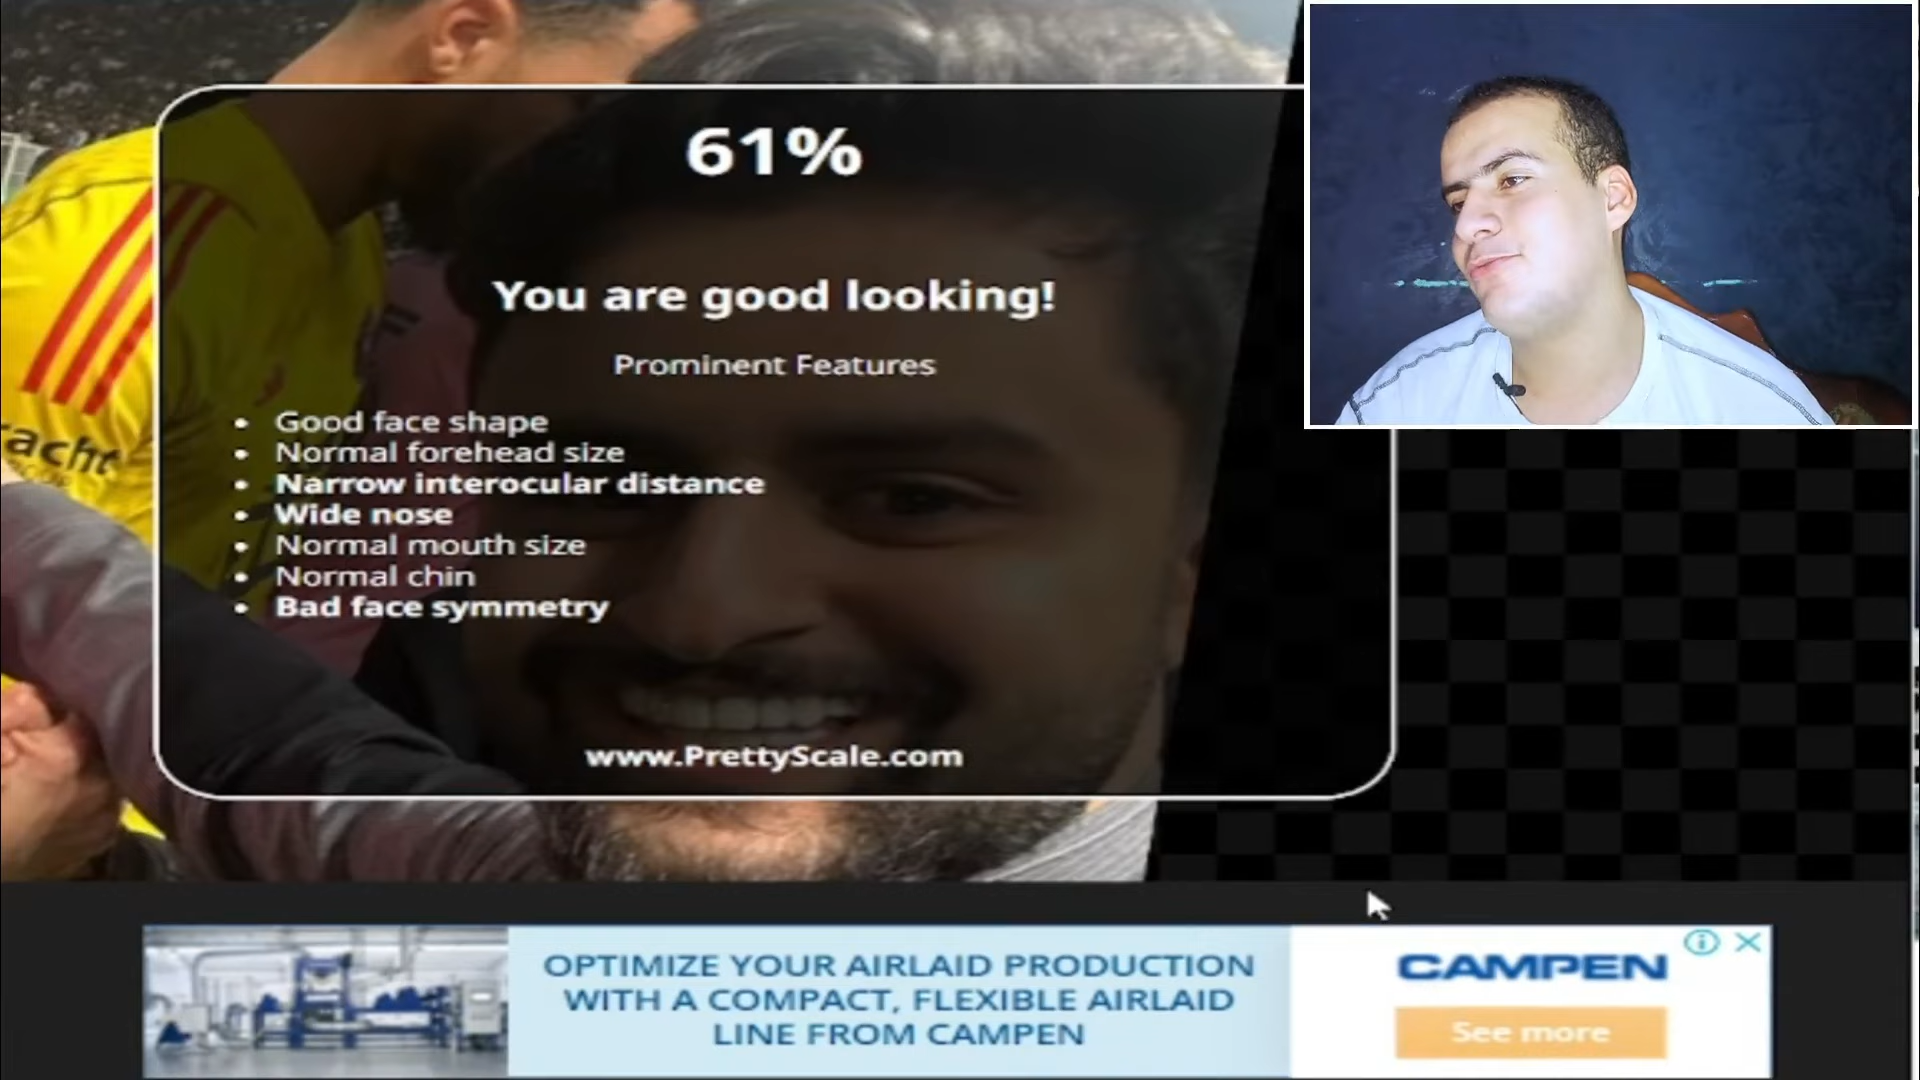 61%
You are good looking!
Prominent Features
• Good face shape
• Normal forehead size
• Narrow interocular distance
• Wide nose
• Normal mouth size
• Normal chin
• Bad face symmetry
www.PrettyScale.com
acht
OPTIMIZE YOUR AIRLAID PRODUCTION
WITH A COMPACT, FLEXIBLE AIRLAID
LINE FROM CAMPEN
CAMPEN
See more